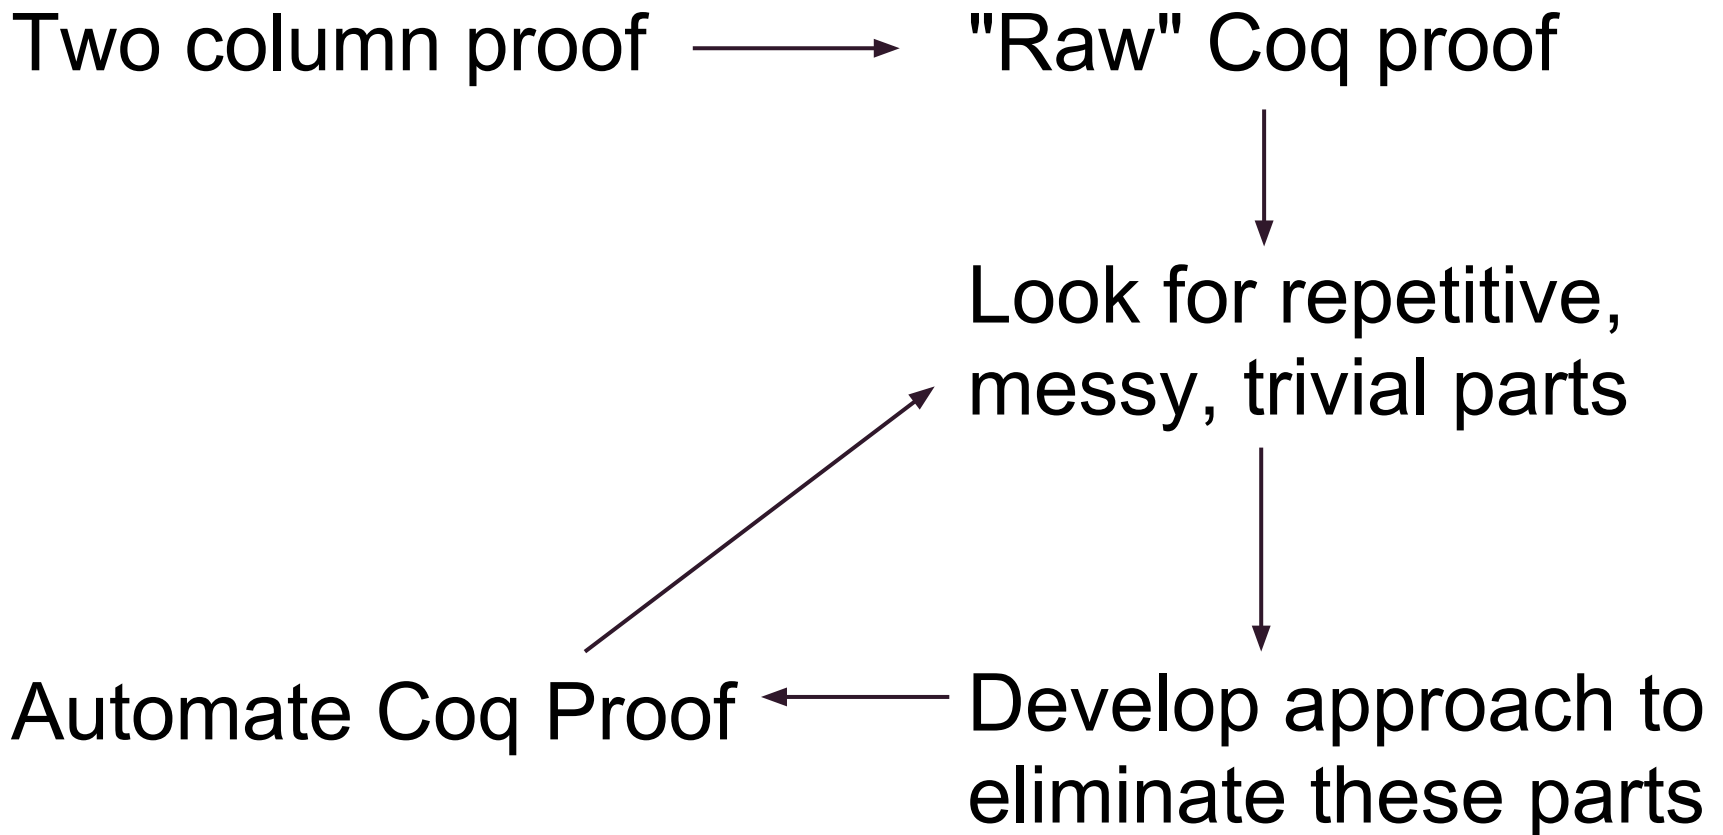 Two column proof
"Raw" Coq proof
Look for repetitive,
messy, trivial parts
Automate Coq Proof
Develop approach to
eliminate these parts